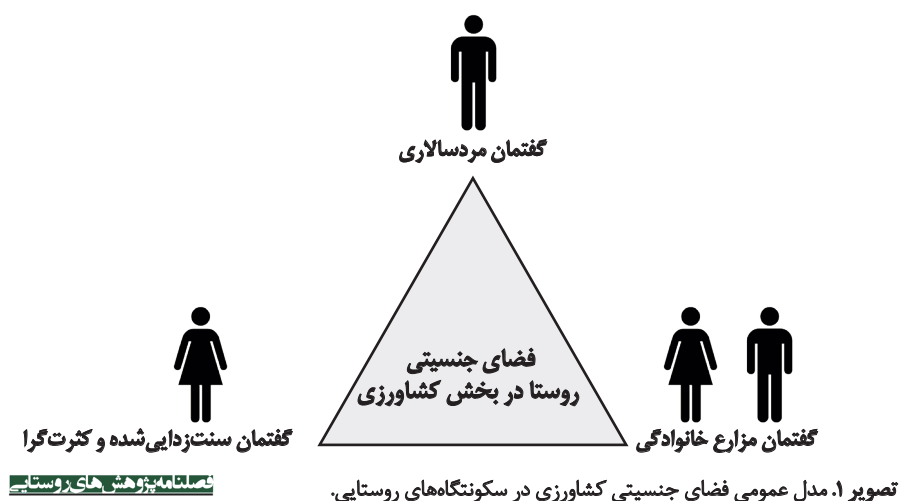 گفتمان مردسالاری
فضای جنسیتی
روستا در بخش کشاورزی
گفتمان مزارع خانوادگی
گفتمان سنت‌زدایی‌شده و کثرت‌گرا
تصویر ۱. مدل عمومی فضای جنسیتی کشاورزی در سکونتگاه‌های روستایی.
فصلنامه پژوهش‌های روستایی